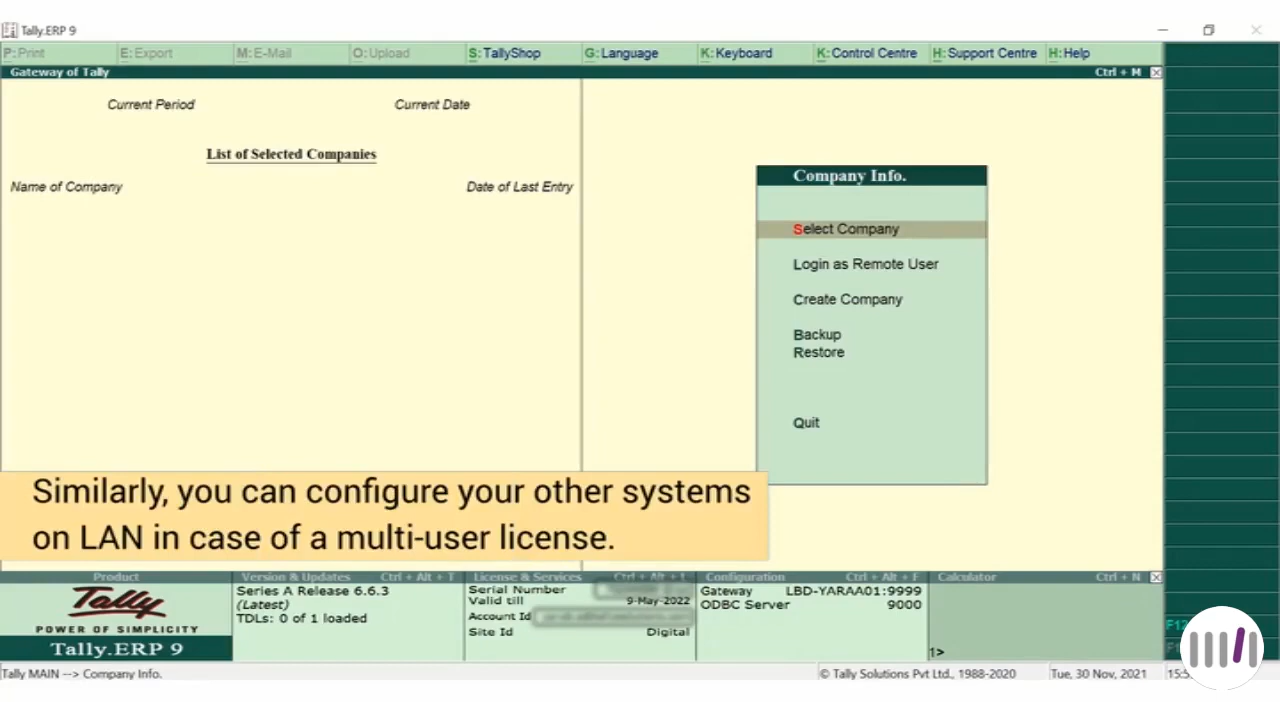 Tally.ERP 9
P: Print E: Export M: E-Mail O: Upload S: TallyShop G: Language K: Keyboard K: Control Centre H: Support Centre H: Help
Gateway of Tally Ctrl + M
Current Period Current Date
List of Selected Companies
Name of Company Date of Last Entry
Company Info.
Select Company
Login as Remote User
Create Company
Backup
Restore
Quit
Similarly, you can configure your other systems
on LAN in case of a multi-user license.
Product
Tally
POWER OF SIMPLICITY
Tally.ERP 9
Version & Updates Ctrl + Alt + T
Series A Release 6.6.3
(Latest)
TDLs: 0 of 1 loaded
License & Services Ctrl + Alt + L
Serial Number
Valid till 9-May-2022
Account Id
Site Id Digital
Configuration Ctrl + Alt + F
Gateway LBD-YARAA01:9999
ODBC Server 9000
Calculator Ctrl + N
1>
Tally MAIN --> Company Info. © Tally Solutions Pvt Ltd., 1988-2020 Tue, 30 Nov, 2021